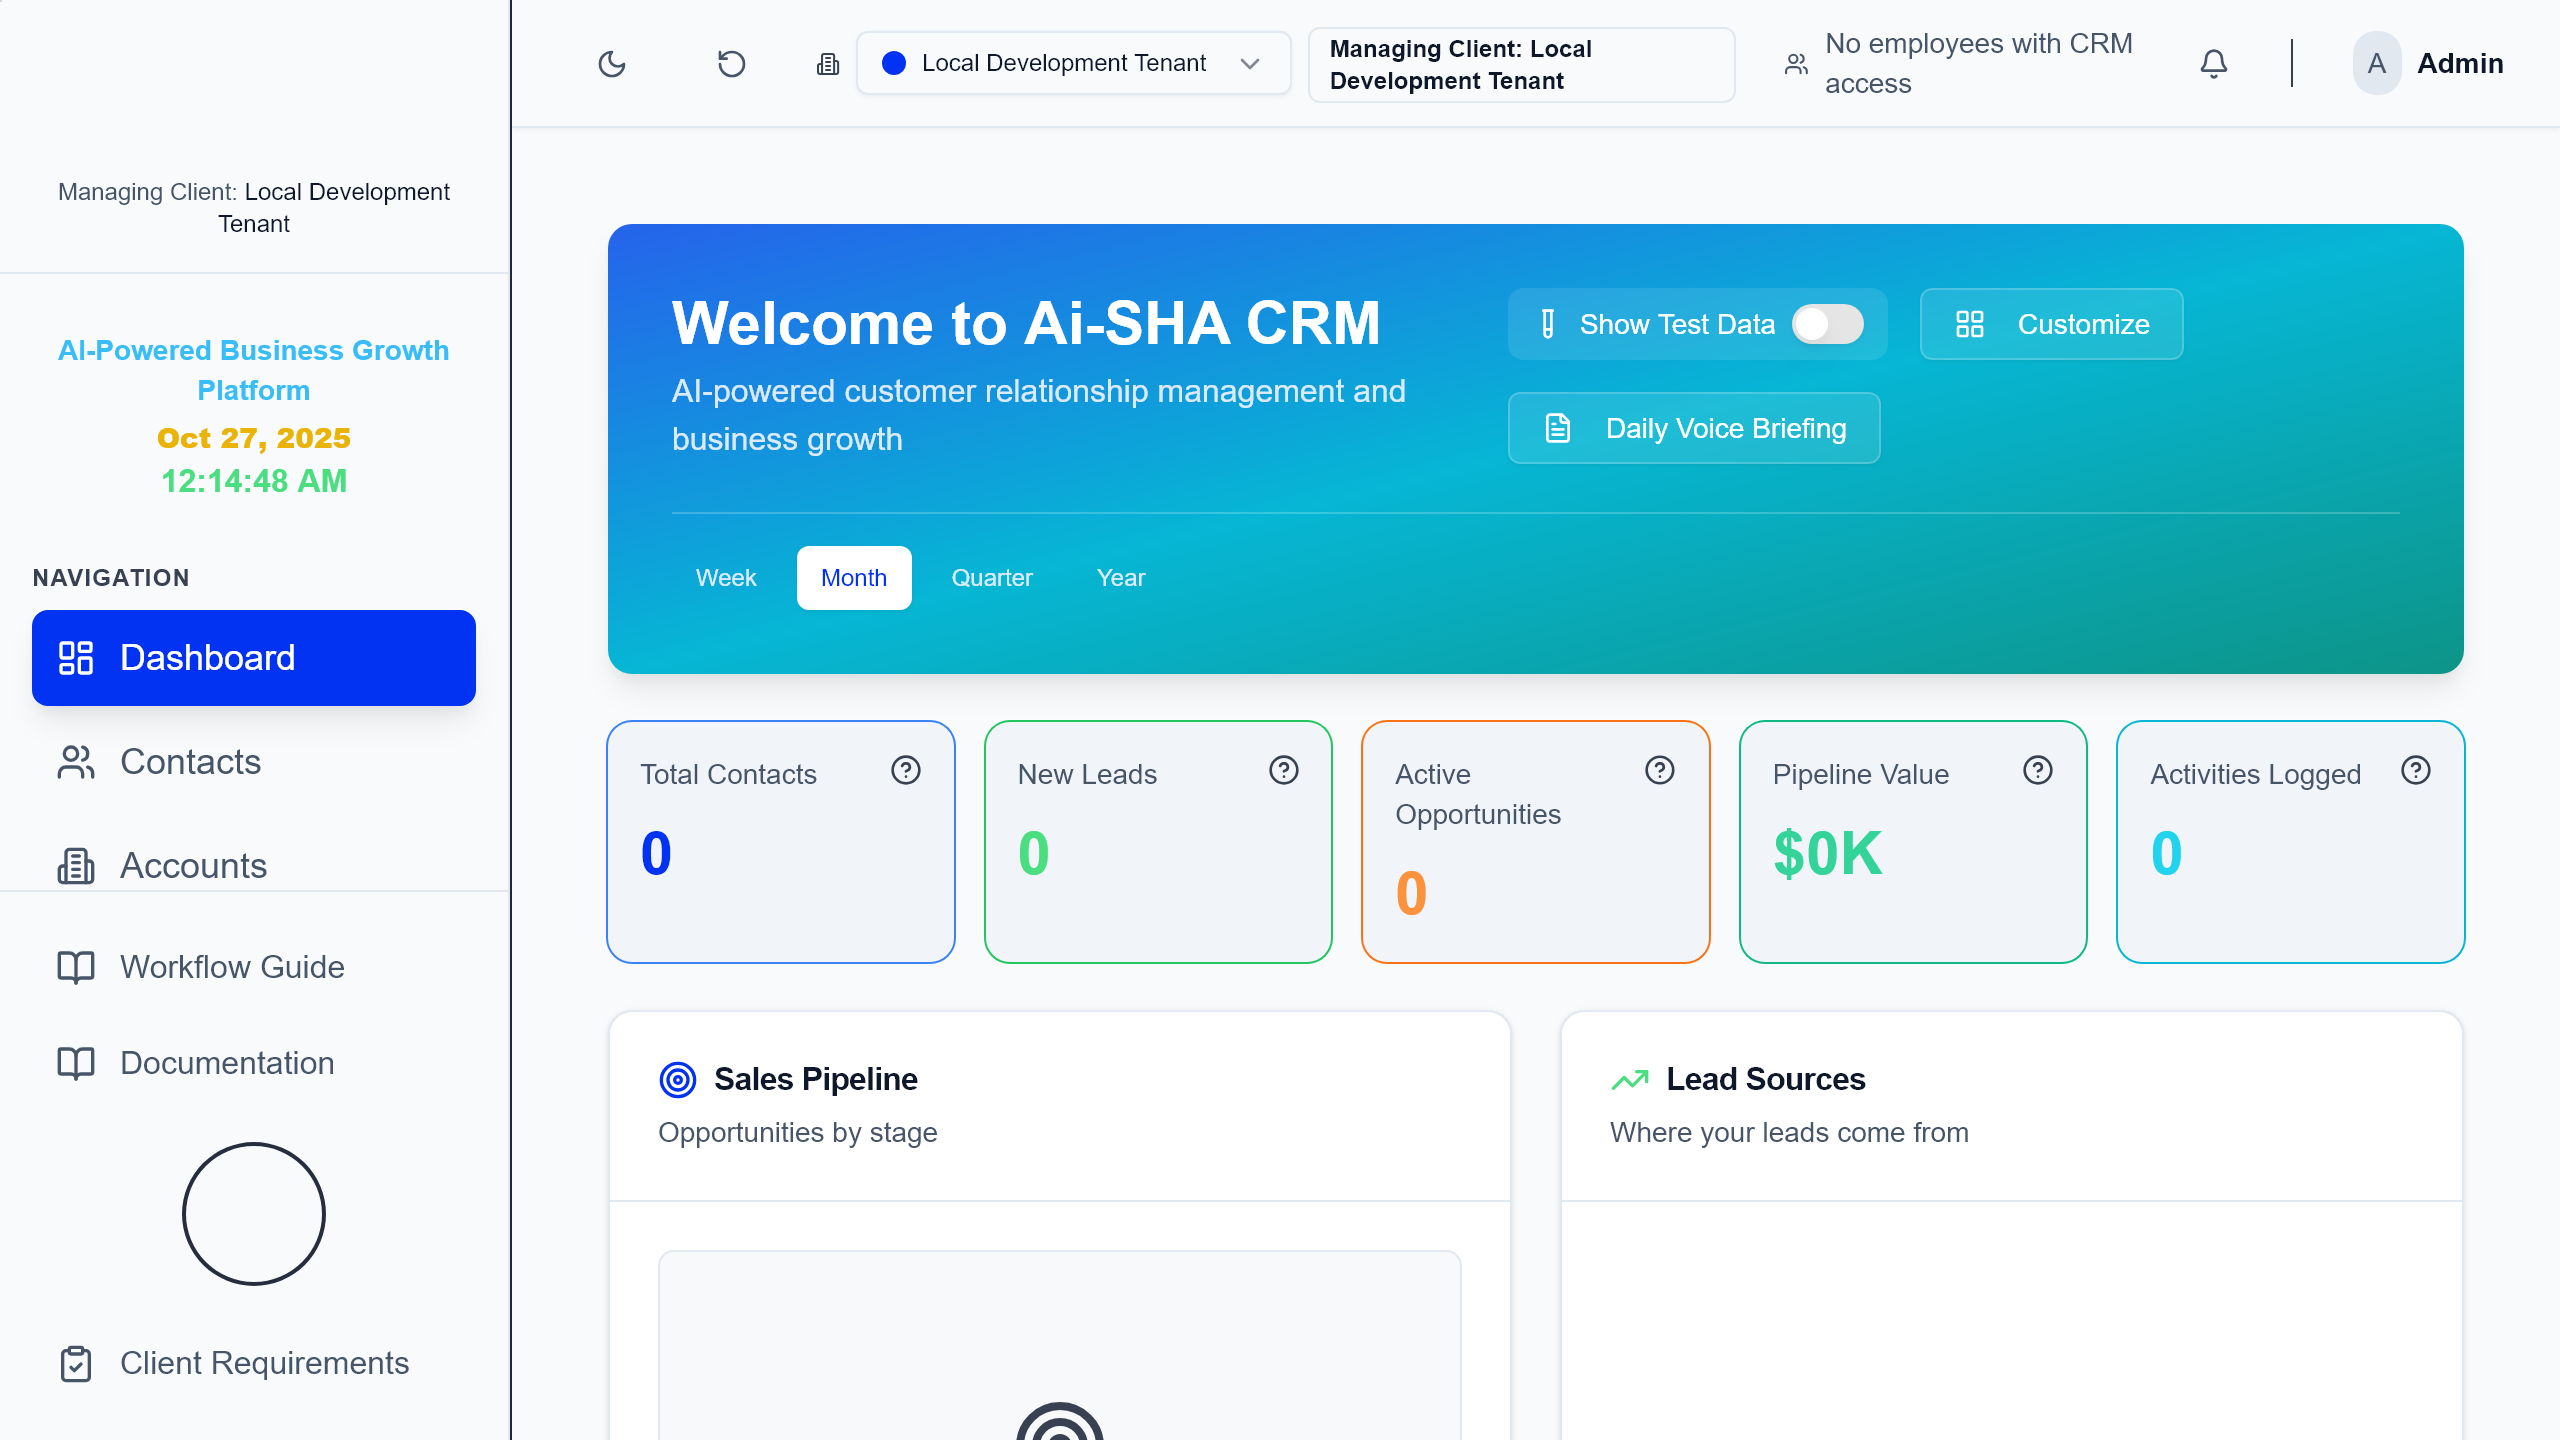 Managing Client: Local Development
Tenant
AI-Powered Business Growth
Platform
Oct 27, 2025
12:14:48 AM
NAVIGATION
Dashboard
Contacts
Accounts
Workflow Guide
Documentation
Client Requirements
Local Development Tenant
Managing Client: Local
Development Tenant
No employees with CRM
access
A
Admin
Welcome to Ai-SHA CRM
AI-powered customer relationship management and
business growth
Show Test Data
Customize
Daily Voice Briefing
Week
Month
Quarter
Year
Total Contacts
0
New Leads
0
Active
Opportunities
0
Pipeline Value
$0K
Activities Logged
0
Sales Pipeline
Opportunities by stage
Lead Sources
Where your leads come from